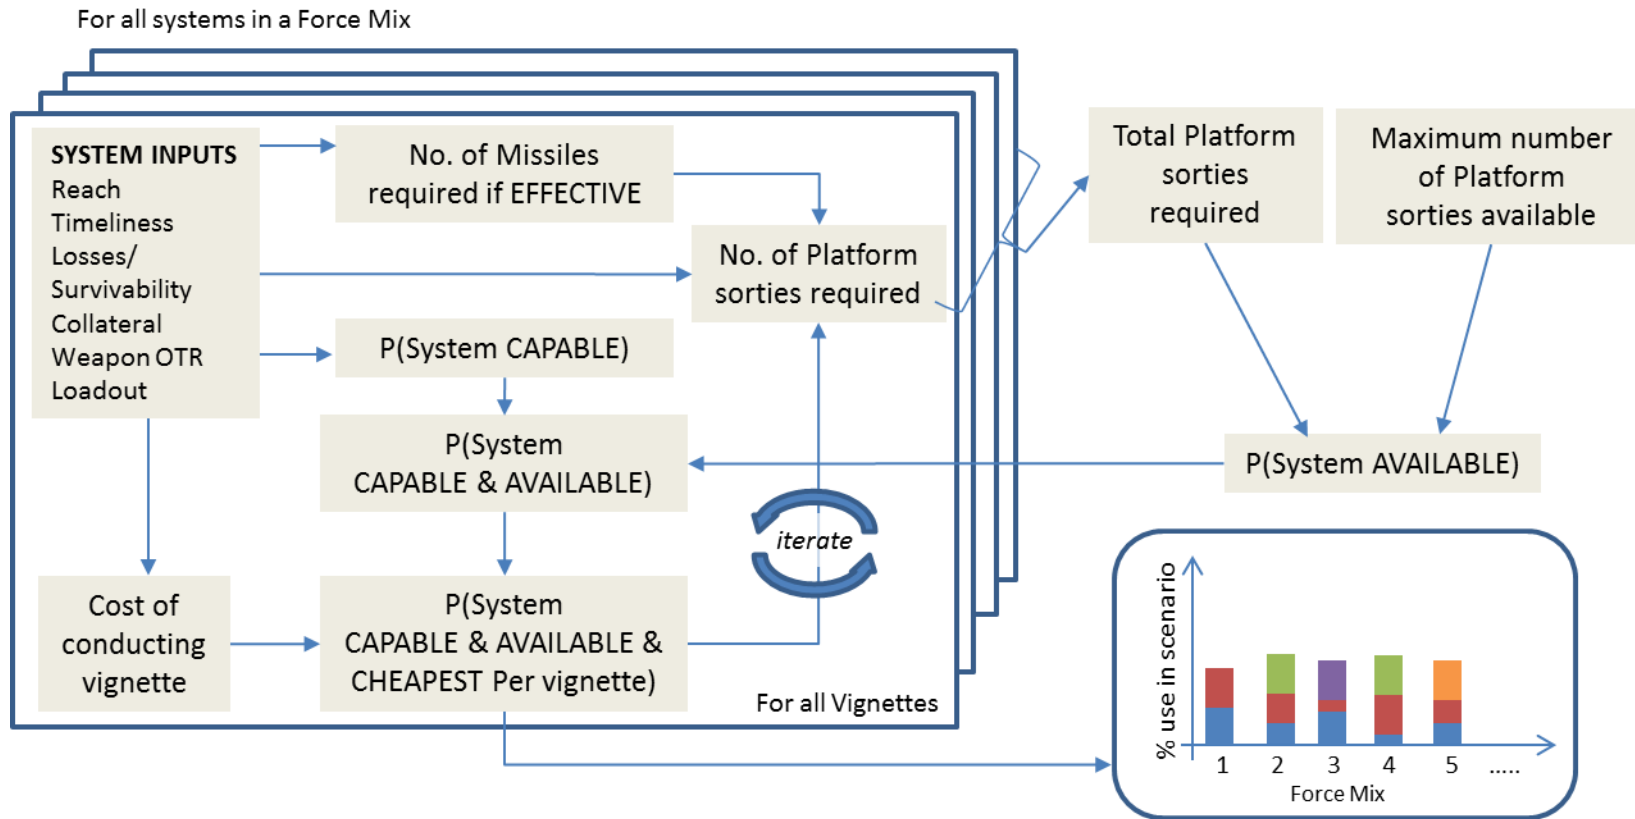 For all systems in a Force Mix
SYSTEM INPUTS
Reach
Timeliness
Losses/
Survivability
Collateral
Weapon OTR
Loadout
No. of Missiles
required if EFFECTIVE
No. of Platform
sorties required
P(System CAPABLE)
P(System
CAPABLE & AVAILABLE)
iterate
Cost of
conducting
vignette
P(System
CAPABLE & AVAILABLE &
CHEAPEST Per vignette)
For all Vignettes
Total Platform
sorties
required
Maximum number
of Platform
sorties available
P(System AVAILABLE)
% use in scenario
1 2 3 4 5 .....
Force Mix